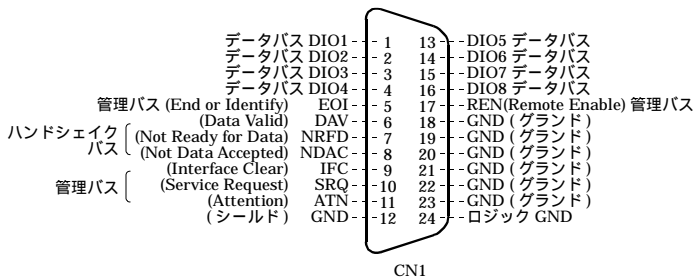 データバス DIO1 1 13 DIO5 データバス
データバス DIO2 2 14 DIO6 データバス
データバス DIO3 3 15 DIO7 データバス
データバス DIO4 4 16 DIO8 データバス
管理バス (End or Identify) EOI 5 17 REN(Remote Enable) 管理バス
(Data Valid) DAV 6 18 GND ( グランド )
ハンドシェイク
バス
(Not Ready for Data) NRFD 7 19 GND ( グランド )
(Not Data Accepted) NDAC 8 20 GND ( グランド )
(Interface Clear) IFC 9 21 GND ( グランド )
管理バス (Service Request) SRQ 10 22 GND ( グランド )
(Attention) ATN 11 23 GND ( グランド )
( シールド ) GND 12 24 ロジック GND
CN1